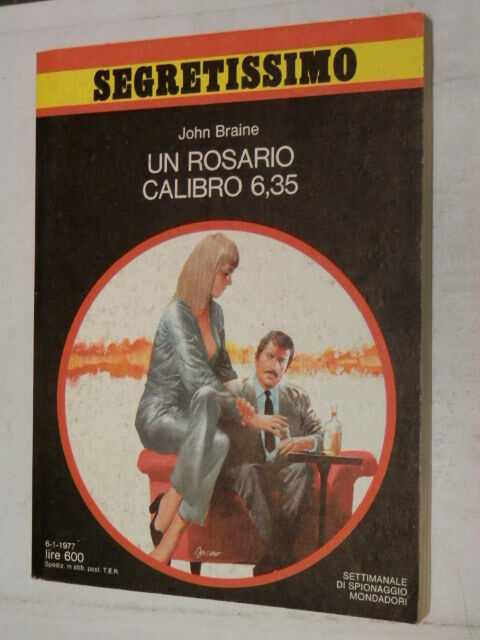 SEGRETISSIMO
John Braine
UN ROSARIO
CALIBRO 6,35
6-1-1977
lire 600
Spediz. in abb. post. T.E.R.
SETTIMANALE
DI SPIONAGGIO
MONDADORI